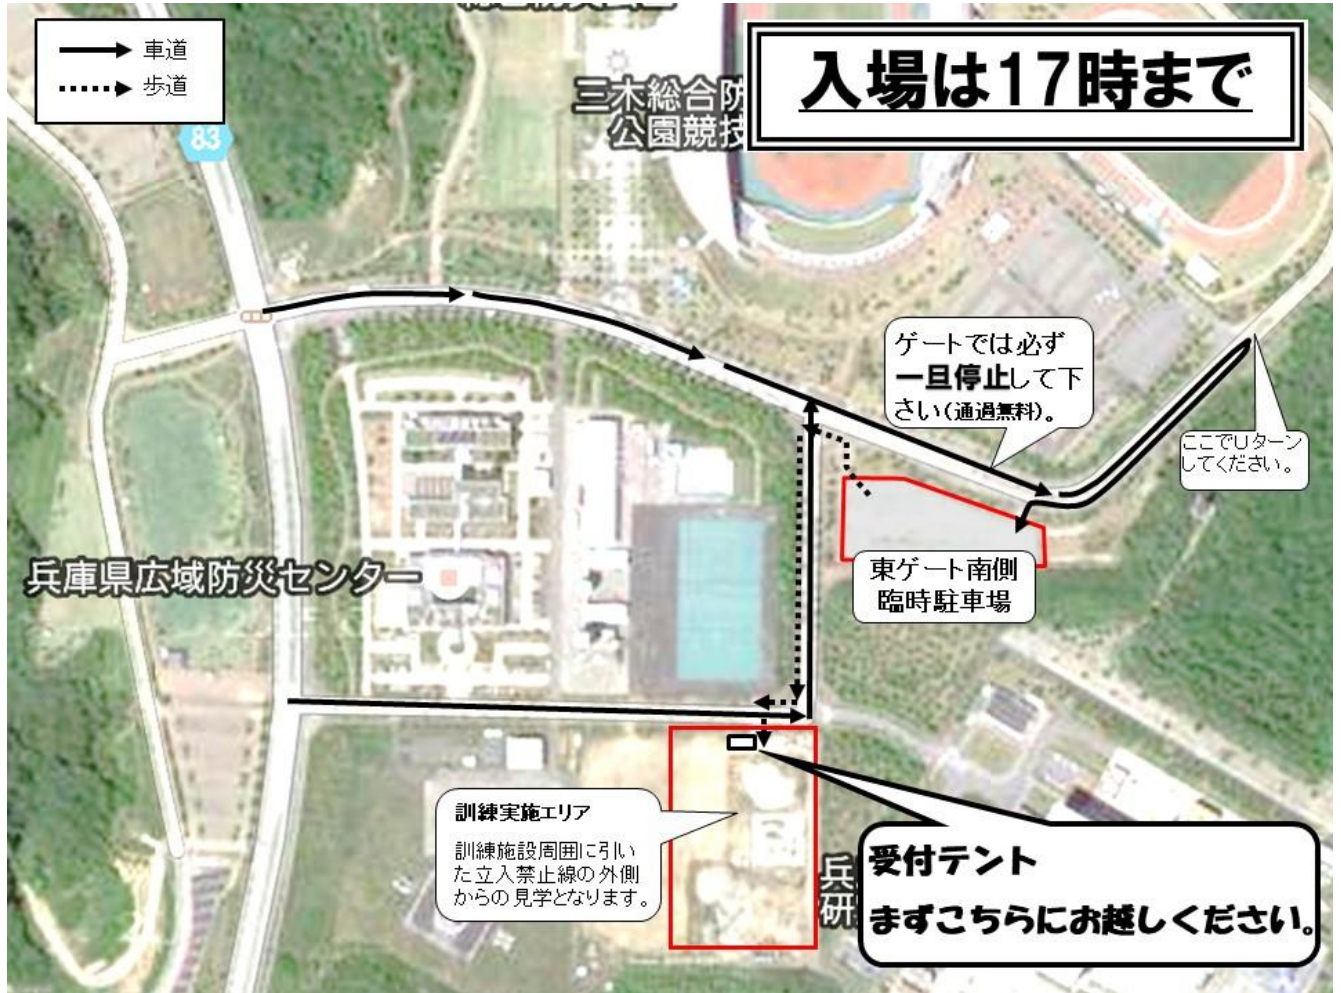 車道
歩道
入場は17時まで
83
三木総合防
公園競技
ゲートでは必ず
一旦停止して下
さい(通過無料)。
ここでUターン
してください。
東ゲート南側
臨時駐車場
兵庫県広域防災センター
訓練実施エリア
訓練施設周囲に引い
た立入禁止線の外側
からの見学となります。
受付テント
まずこちらにお越しください。
兵
研